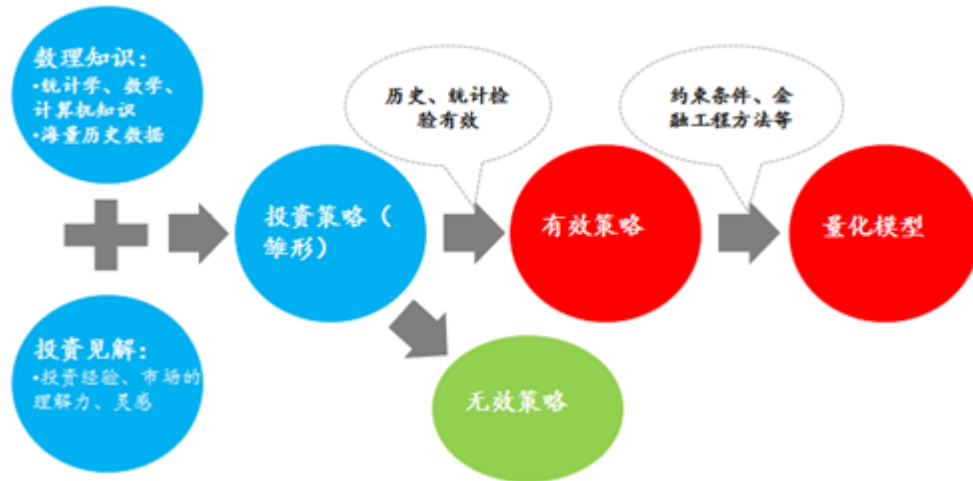 数理知识：
•统计学、数学、
计算机知识
•海量历史数据
投资见解：
•投资经验、市场的
理解力、灵感
投资策略（
雏形）
历史、统计检
验有效
有效策略
无效策略
约束条件、金
融工程方法等
量化模型